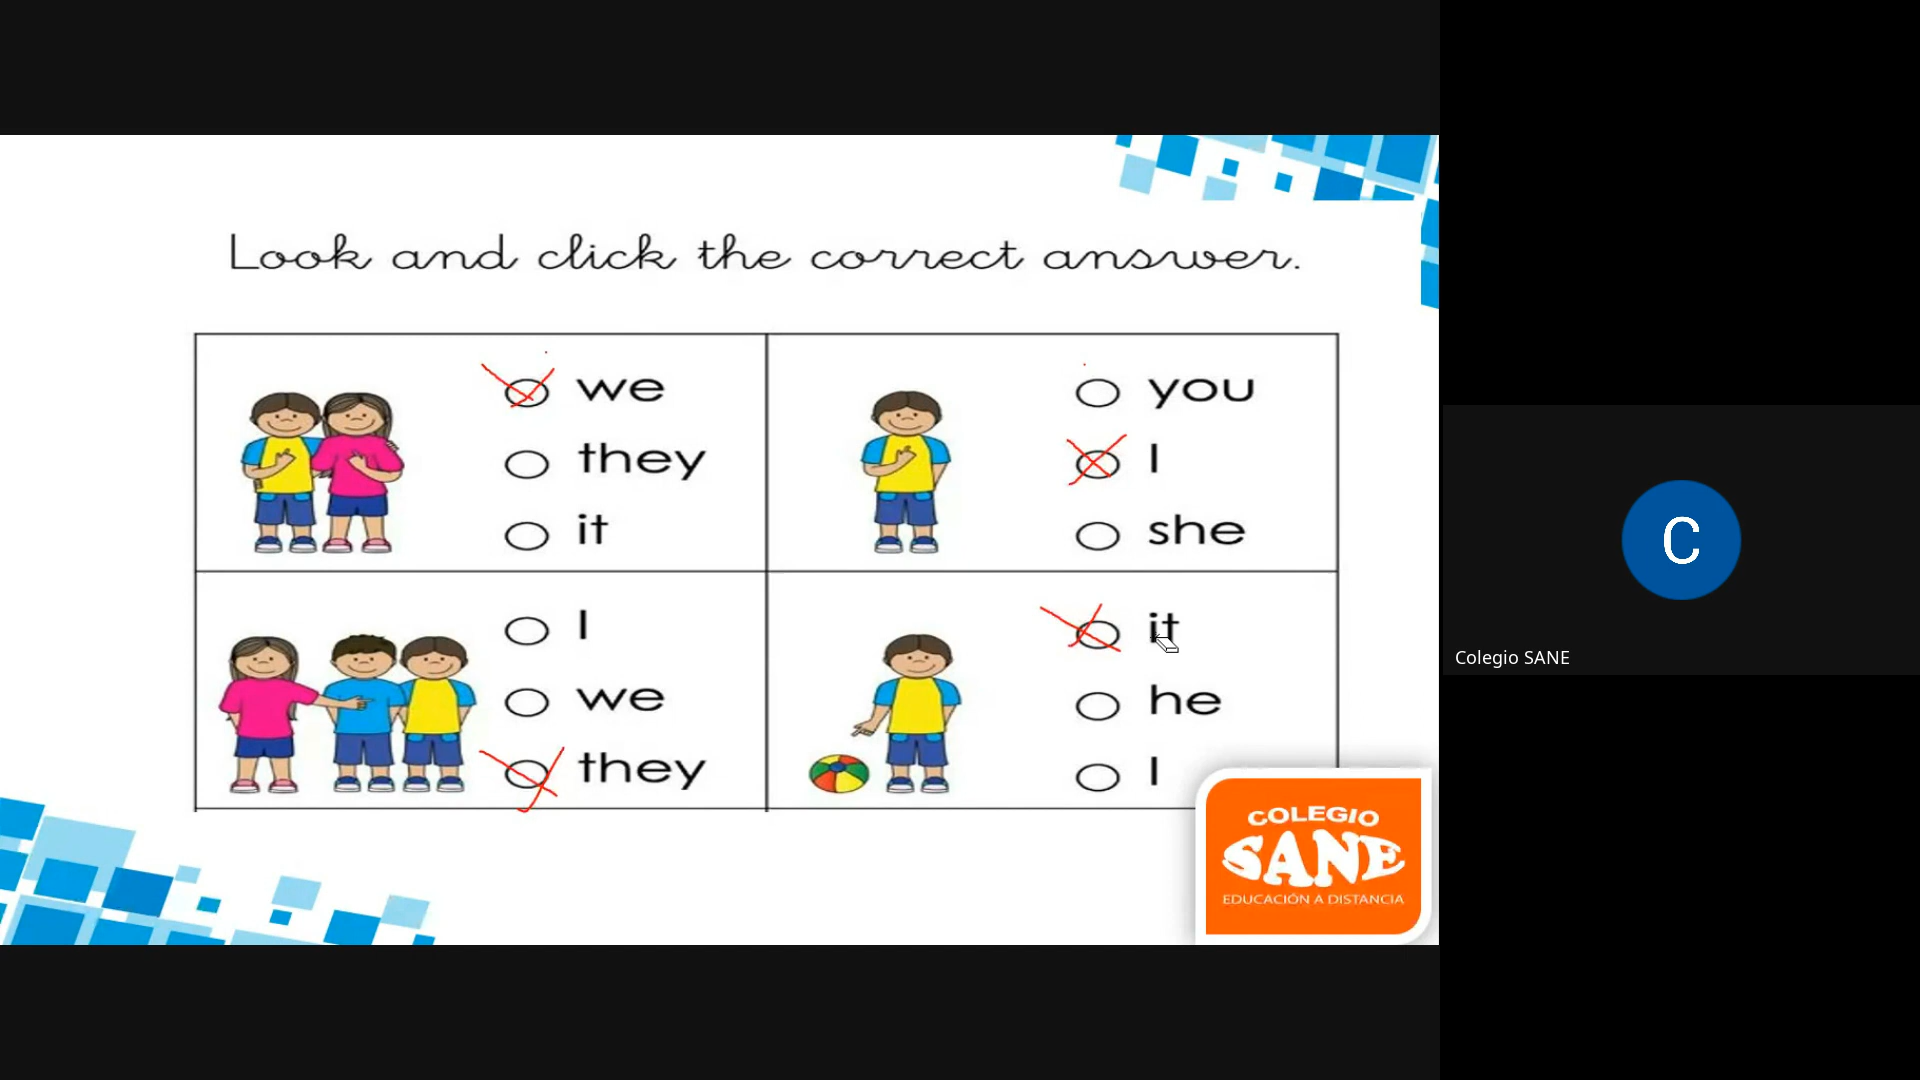 Look and click the correct answer.
we
they
it
you
I
she
I
we
they
it
he
I
COLEGIO
SANE
EDUCACIÓN A DISTANCIA
C
Colegio SANE